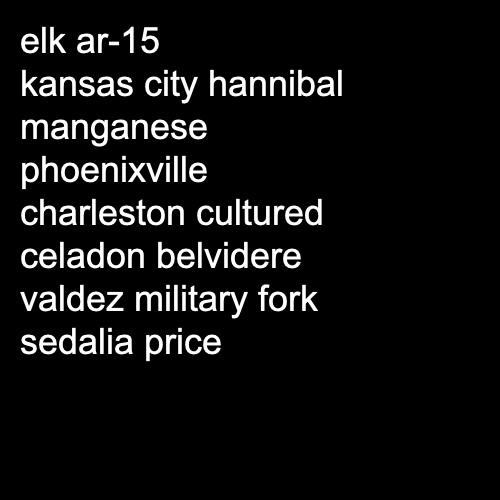 elk ar-15
kansas city hannibal
manganese
phoenixville
charleston cultured
celadon belvidere
valdez military fork
sedalia price